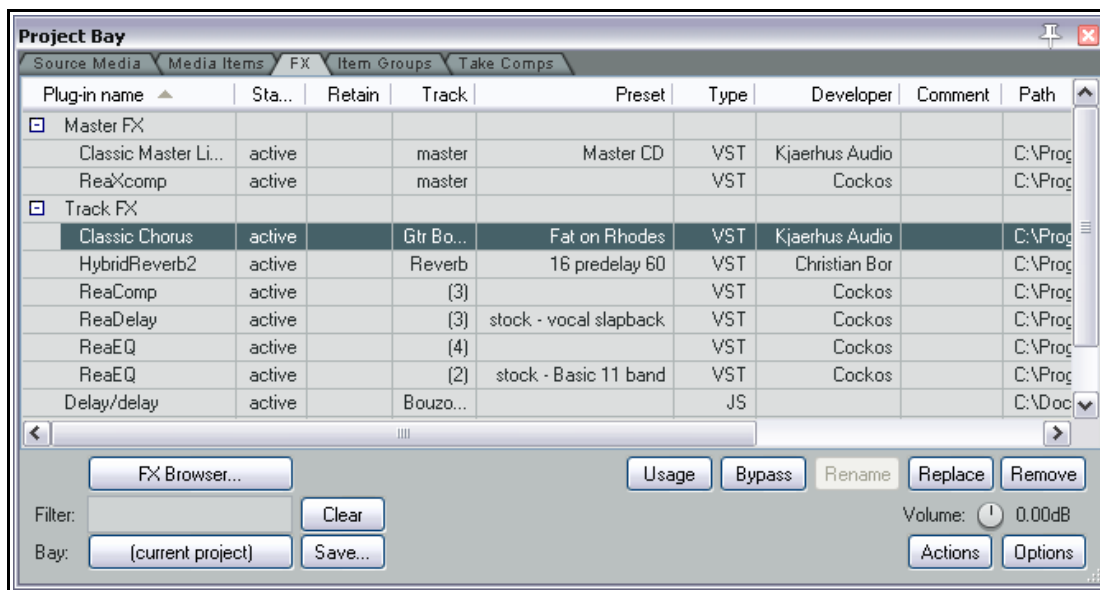 Project Bay
Source Media Media Items FX Item Groups Take Comps
Plug-in name Sta... Retain Track Preset Type Developer Comment Path
Master FX
Classic Master Li... active master Master CD VST Kjaerhus Audio C:\Prog
ReaXcomp active master VST Cockos C:\Prog
Track FX
Classic Chorus active Gtr Bo... Fat on Rhodes VST Kjaerhus Audio C:\Prog
HybridReverb2 active Reverb 16 predelay 60 VST Christian Bor C:\Prog
ReaComp active (3) VST Cockos C:\Prog
ReaDelay active (3) stock - vocal slapback VST Cockos C:\Prog
ReaEQ active (4) VST Cockos C:\Prog
ReaEQ active (2) stock - Basic 11 band VST Cockos C:\Prog
Delay/delay active Bouzo... JS C:\Doc
FX Browser... Usage Bypass Rename Replace Remove
Filter: Clear Volume: 0.00dB
Bay: (current project) Save... Actions Options